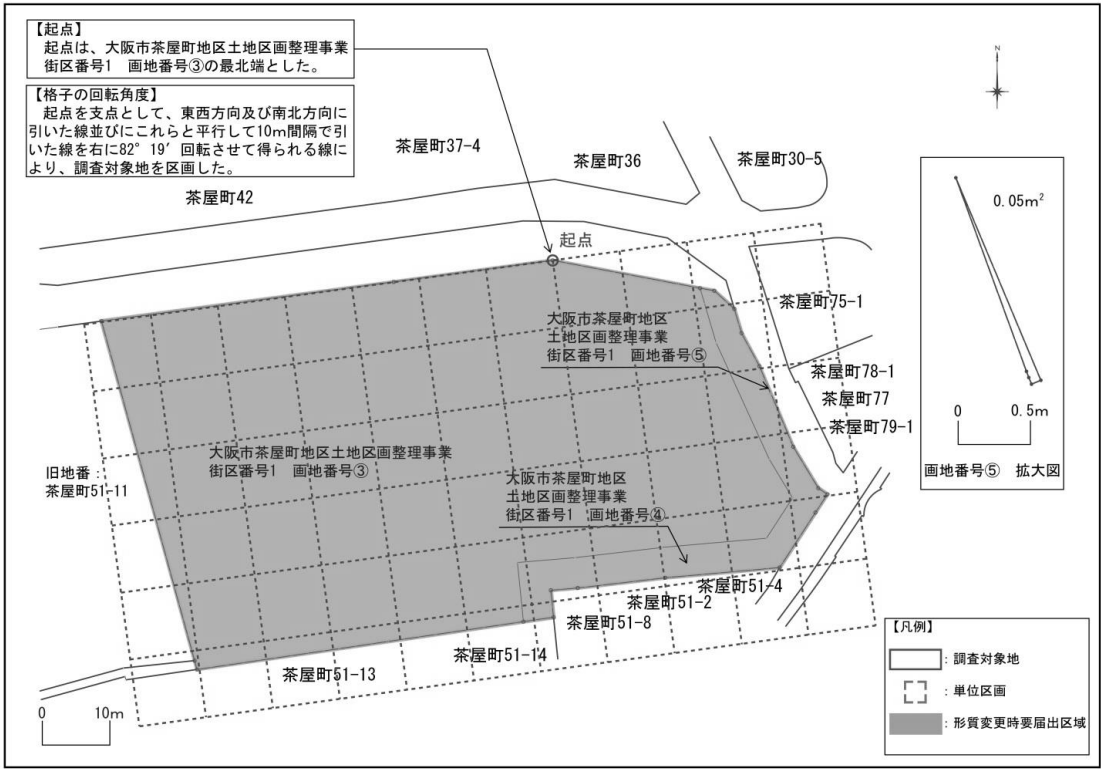 【起点】
起点は、大阪市茶屋町地区土地区画整理事業
街区番号1 画地番号③の最北端とした。
【格子の回転角度】
起点を支点として、東西方向及び南北方向に
引いた線並びにこれらと平行して10m間隔で引
いた線を右に82°19′回転させて得られる線に
より、調査対象地を区画した。
N
茶屋町37-4
茶屋町36
茶屋町30-5
茶屋町42
起点
0.05m²
茶屋町75-1
大阪市茶屋町地区
土地区画整理事業
街区番号1 画地番号⑤
茶屋町78-1
茶屋町77
茶屋町79-1
0 0.5m
画地番号⑤ 拡大図
大阪市茶屋町地区土地区画整理事業
街区番号1 画地番号③
旧地番:
茶屋町51-11
大阪市茶屋町地区
土地区画整理事業
街区番号1 画地番号④
茶屋町51-4
茶屋町51-2
茶屋町51-8
茶屋町51-14
茶屋町51-13
0 10m
【凡例】
:調査対象地
:単位区画
:形質変更時要届出区域